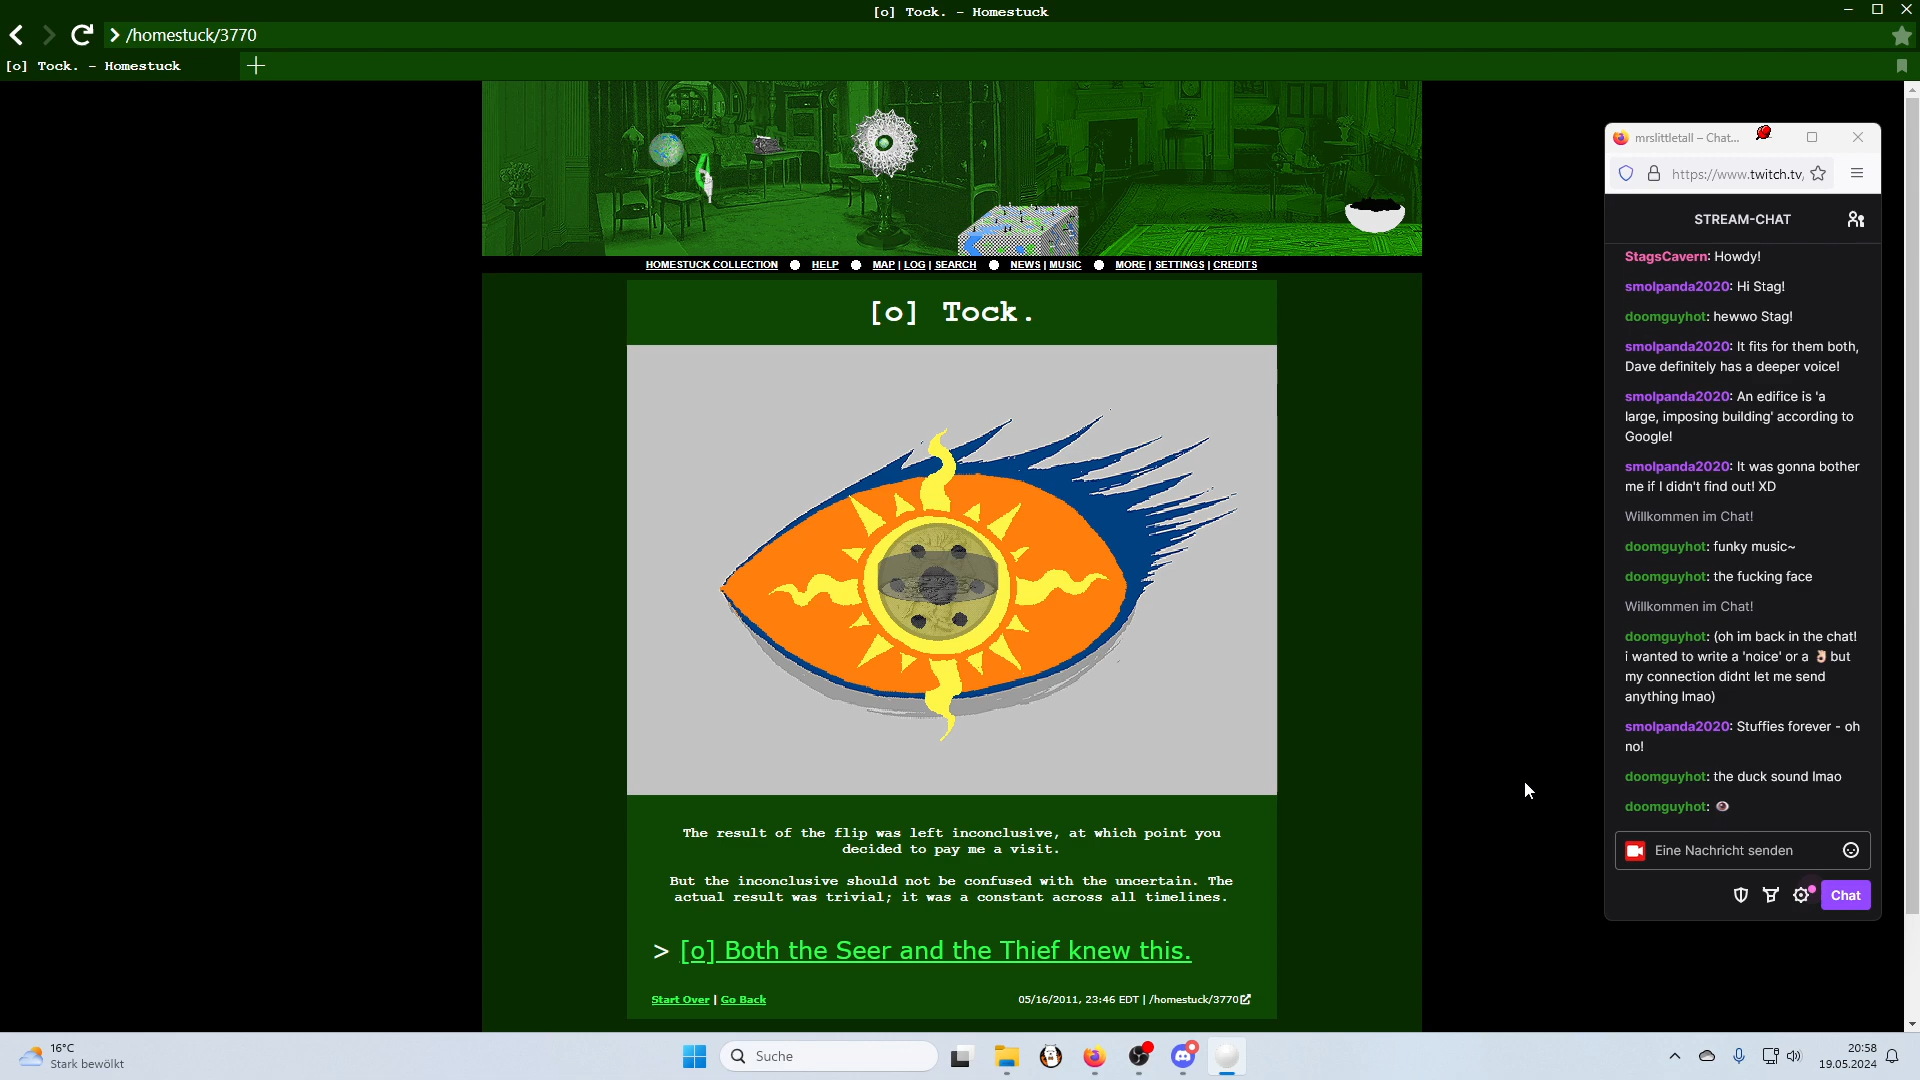 [o] Tock. - Homestuck
/homestuck/3770
[o] Tock. - Homestuck
HOMESTUCK COLLECTION HELP MAP | LOG | SEARCH NEWS | MUSIC MORE | SETTINGS | CREDITS
[o] Tock.
The result of the flip was left inconclusive, at which point you
decided to pay me a visit.
But the inconclusive should not be confused with the uncertain. The
actual result was trivial; it was a constant across all timelines.
> [o] Both the Seer and the Thief knew this.
Start Over | Go Back
05/16/2011, 23:46 EDT | /homestuck/3770
mrslittletall – Chat...
https://www.twitch.tv
STREAM-CHAT
StagsCavern: Howdy!
smolpanda2020: Hi Stag!
doomguyhot: hewwo Stag!
smolpanda2020: It fits for them both,
Dave definitely has a deeper voice!
smolpanda2020: An edifice is 'a
large, imposing building' according to
Google!
smolpanda2020: It was gonna bother
me if I didn't find out! XD
Willkommen im Chat!
doomguyhot: funky music~
doomguyhot: the fucking face
Willkommen im Chat!
doomguyhot: (oh im back in the chat!
i wanted to write a 'noice' or a 👌 but
my connection didnt let me send
anything lmao)
smolpanda2020: Stuffies forever - oh
no!
doomguyhot: the duck sound lmao
doomguyhot: 👁
Eine Nachricht senden
Chat
16°C
Stark bewölkt
Suche
20:58
19.05.2024